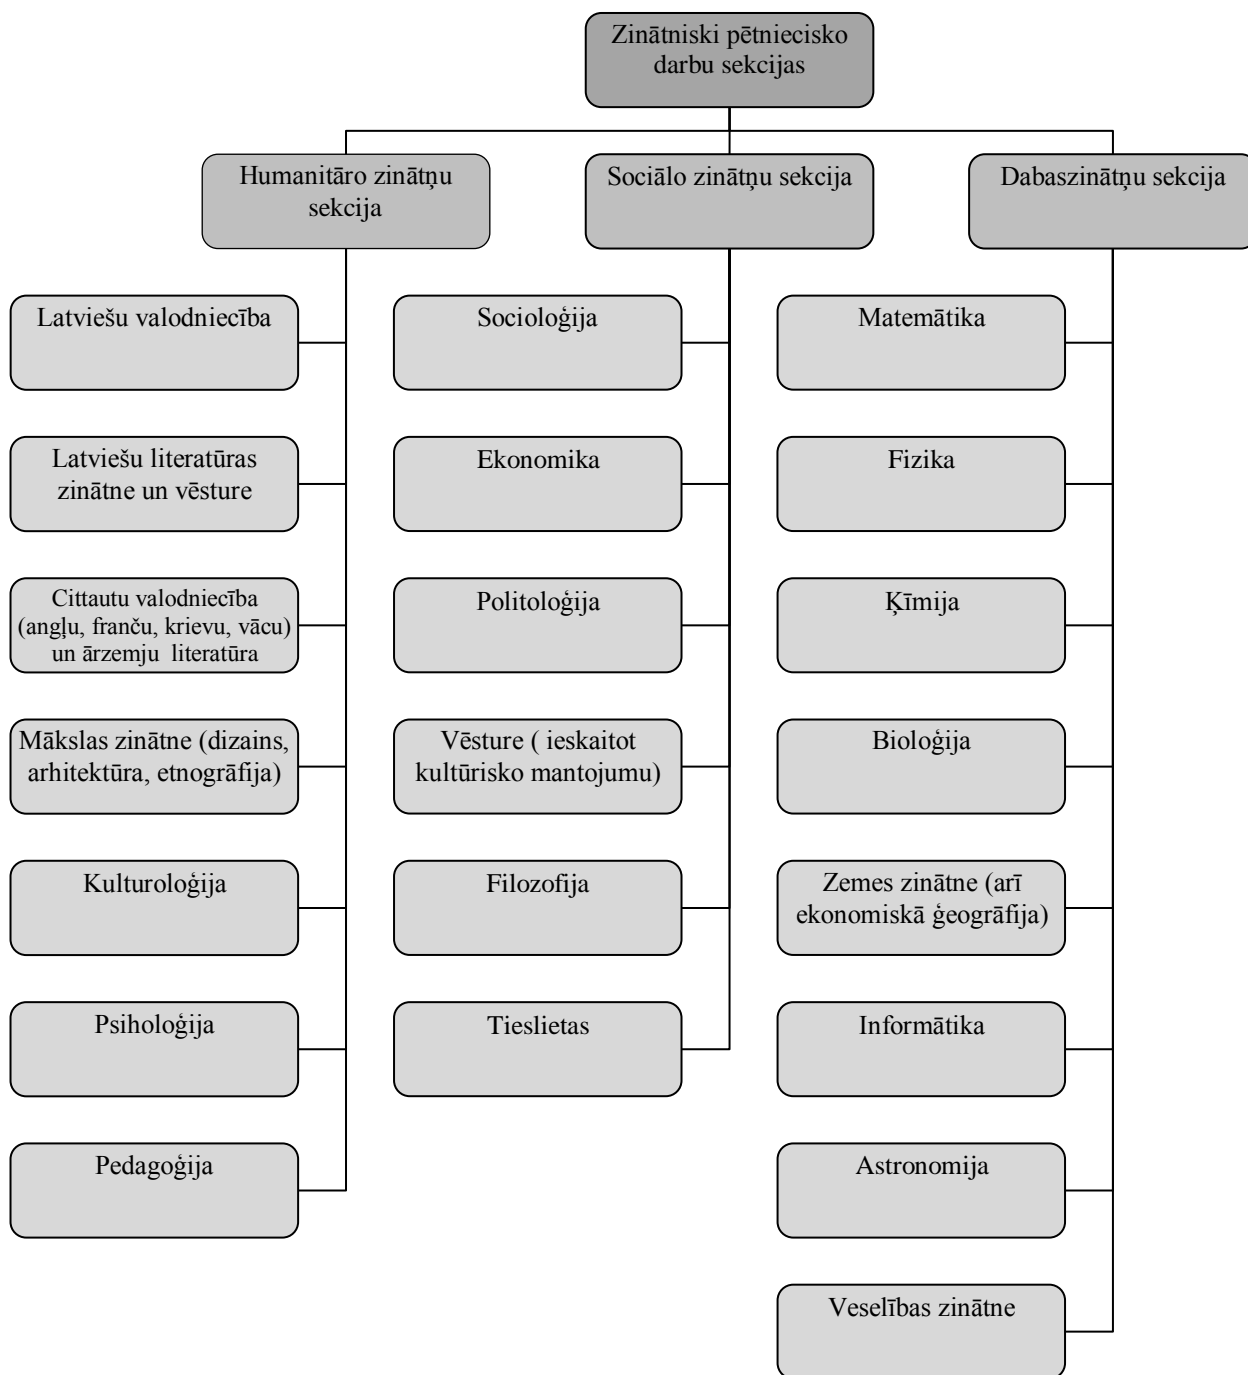 Zinātniski pētniecisko
darbu sekcijas
Humanitāro zinātņu
sekcija
Sociālo zinātņu sekcija
Dabaszinātņu sekcija
Latviešu valodniecība
Latviešu literatūras
zinātne un vēsture
Cittautu valodniecība
(angļu, franču, krievu, vācu)
un ārzemju literatūra
Mākslas zinātne (dizains,
arhitektūra, etnogrāfija)
Kulturoloģija
Psiholoģija
Pedagoģija
Socioloģija
Ekonomika
Politoloģija
Vēsture ( ieskaitot
kultūrisko mantojumu)
Filozofija
Tieslietas
Matemātika
Fizika
Ķīmija
Bioloģija
Zemes zinātne (arī
ekonomiskā ģeogrāfija)
Informātika
Astronomija
Veselības zinātne